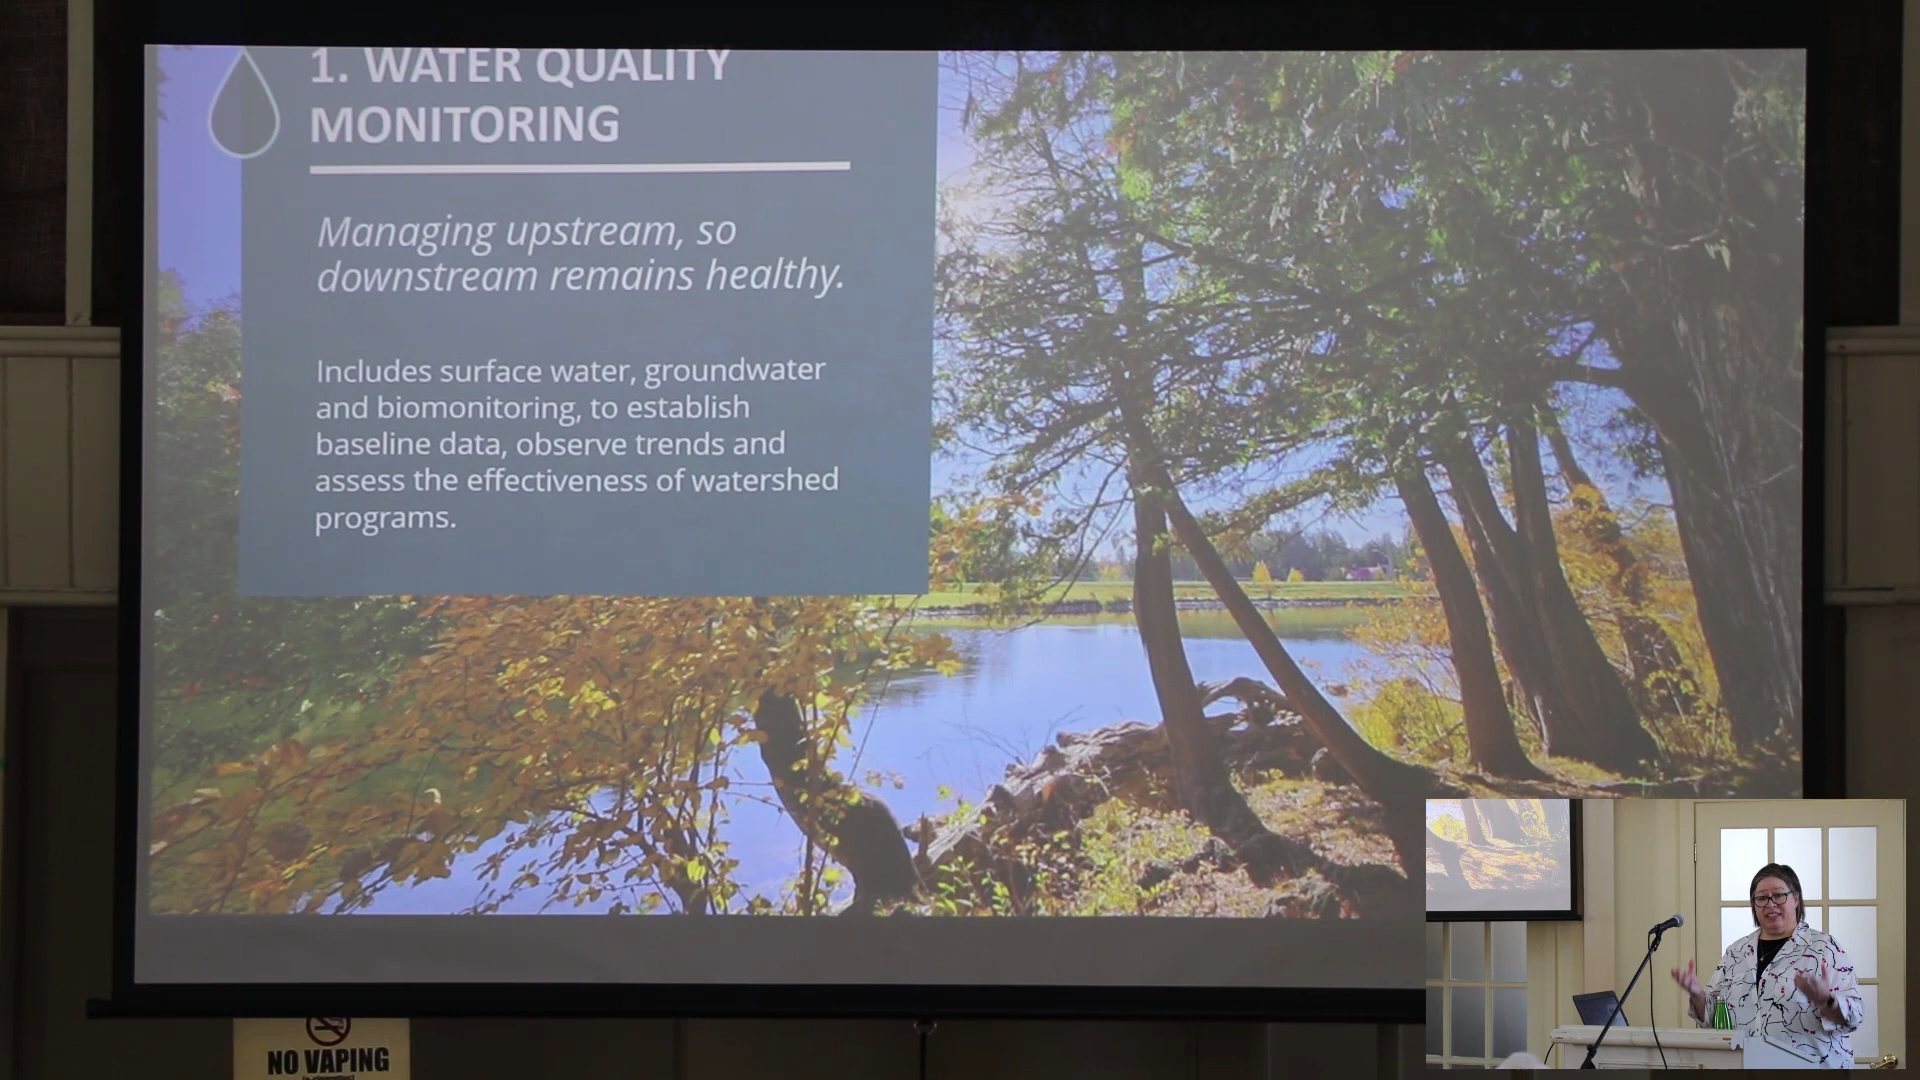 1. WATER QUALITY
MONITORING
Managing upstream, so
downstream remains healthy.
Includes surface water, groundwater
and biomonitoring, to establish
baseline data, observe trends and
assess the effectiveness of watershed
programs.
NO VAPING